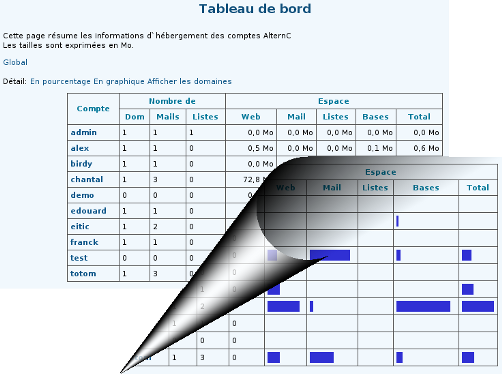 Tableau de bord
Cette page résume les informations d`hébergement des comptes AlternC
Les tailles sont exprimées en Mo.
Global
Détail: En pourcentage En graphique Afficher les domaines
Compte Nombre de Espace
Dom Mails Listes Web Mail Listes Bases Total
admin 1 1 1 0,0 Mo 0,0 Mo 0,0 Mo 0,0 Mo 0,0 Mo
alex 1 1 0 0,5 Mo 0,0 Mo 0,0 Mo 0,1 Mo 0,6 Mo
birdy 1 1 0 0,0 Mo
chantal 1 3 0 72,8
demo 0 0 0
edouard 1 1 0
eitic 1 2 0
franck 1 1 0
test 0 0 0
totom 1 3
Espace
Web Mail Listes Bases Total
0
0
0
1
2
1 0
0 0
1 3 0